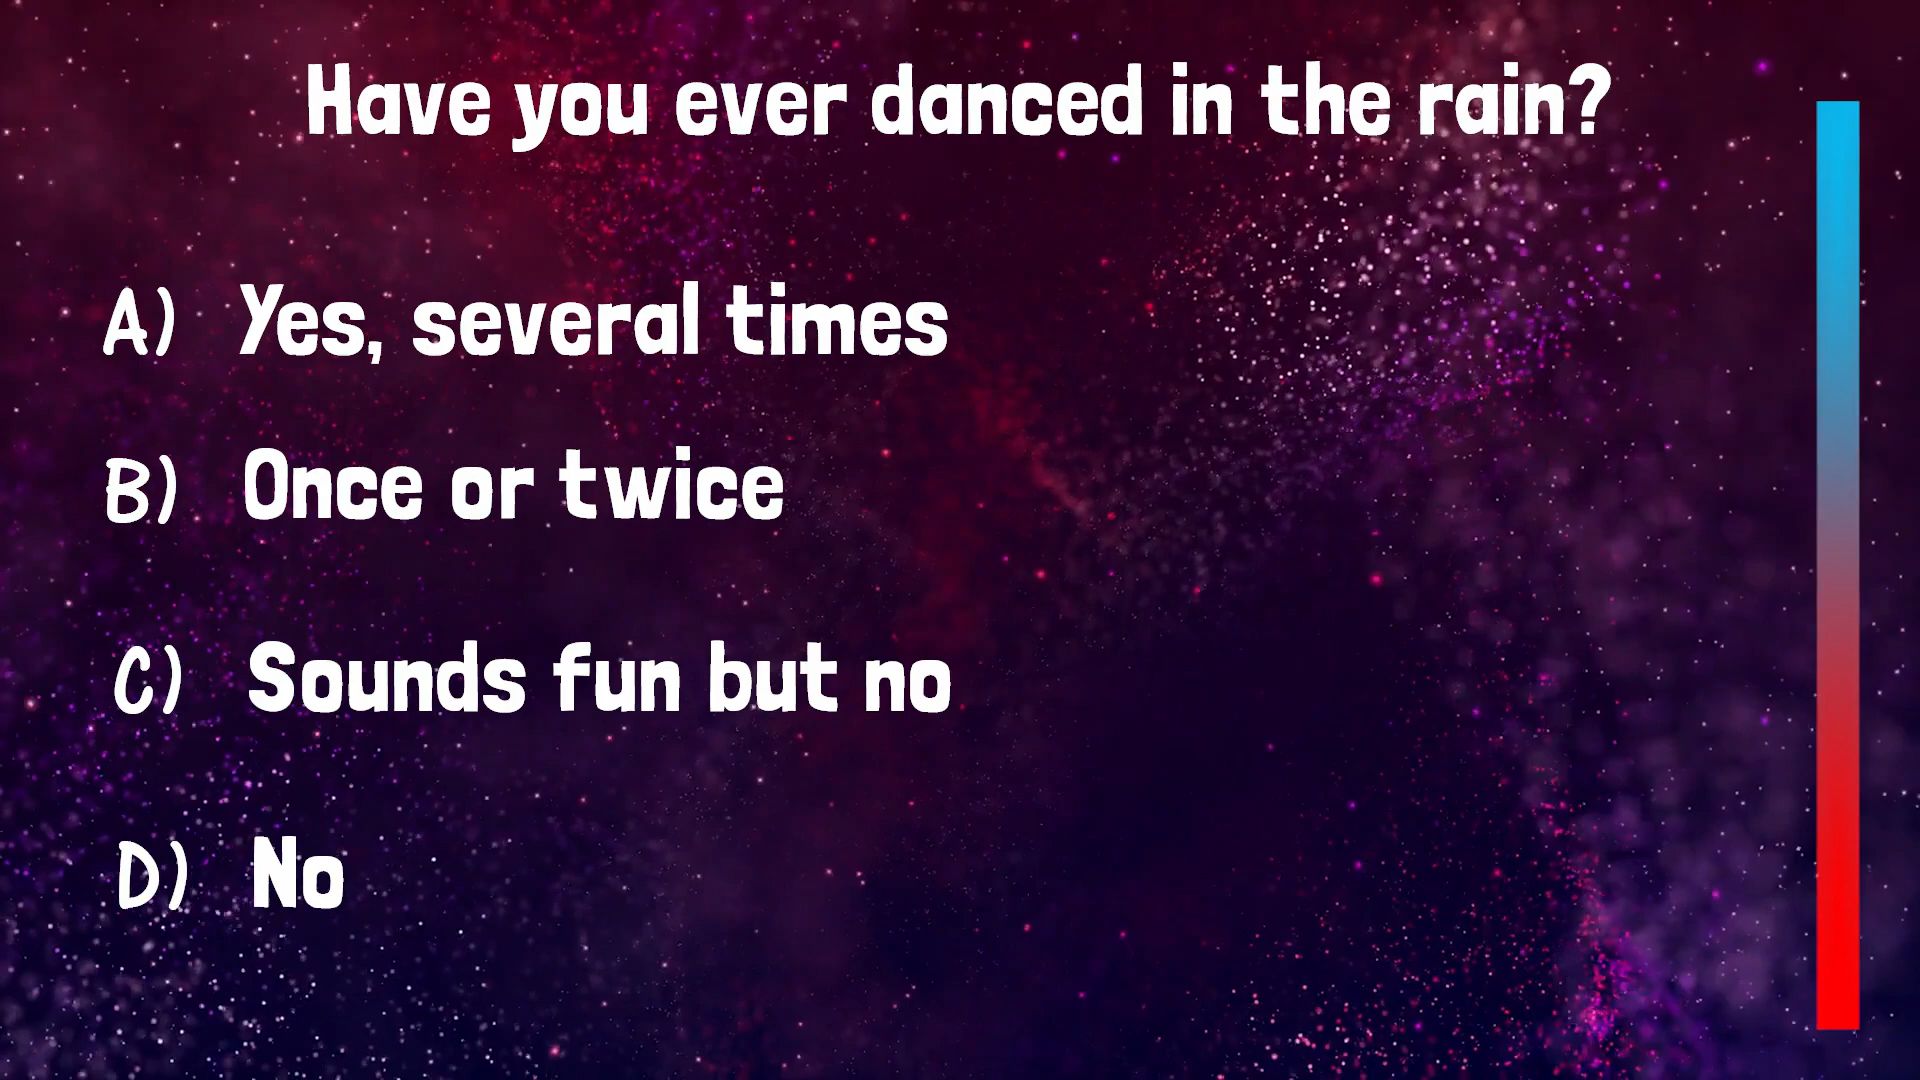 Have you ever danced in the rain?
A) Yes, several times
B) Once or twice
C) Sounds fun but no
D) No